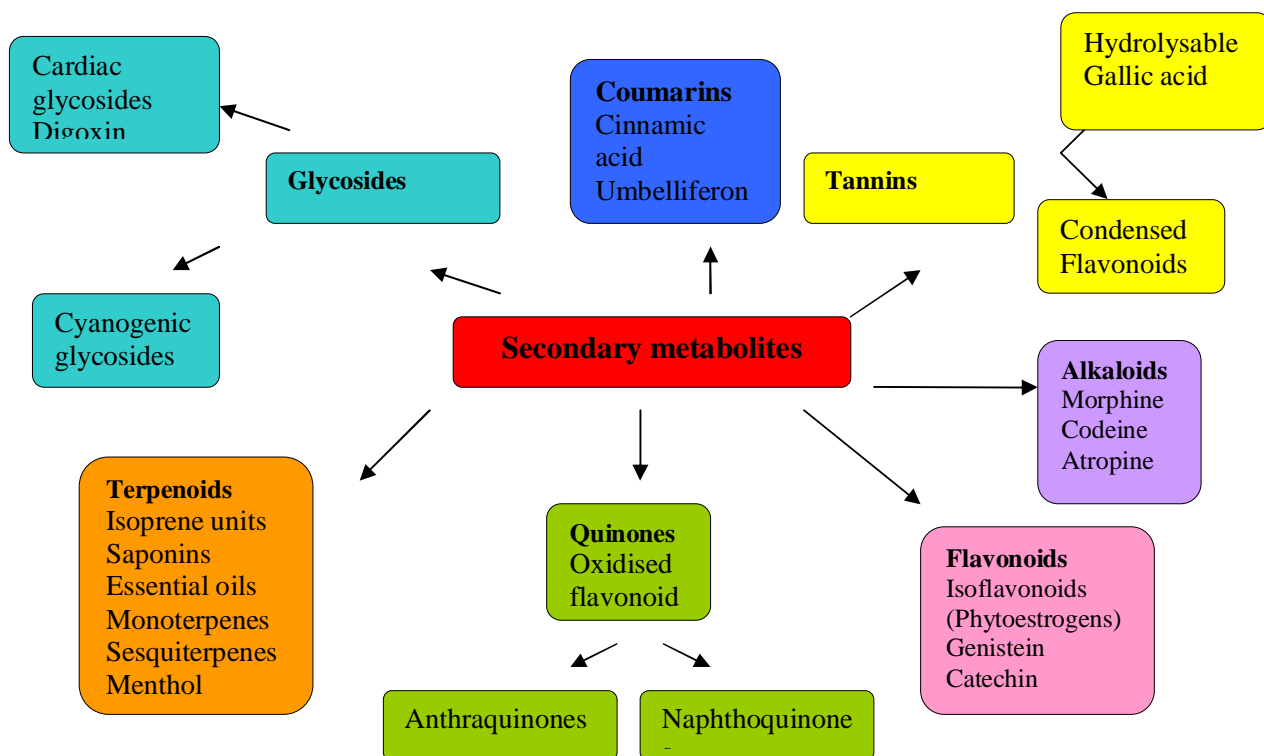 Cardiac
glycosides
Digoxin
Hydrolysable
Gallic acid
Coumarins
Cinnamic
acid
Umbelliferon
Glycosides
Tannins
Condensed
Flavonoids
Cyanogenic
glycosides
Secondary metabolites
Alkaloids
Morphine
Codeine
Atropine
Terpenoids
Isoprene units
Saponins
Essential oils
Monoterpenes
Sesquiterpenes
Menthol
Quinones
Oxidised
flavonoid
Flavonoids
Isoflavonoids
(Phytoestrogens)
Genistein
Catechin
Anthraquinones
Naphthoquinone